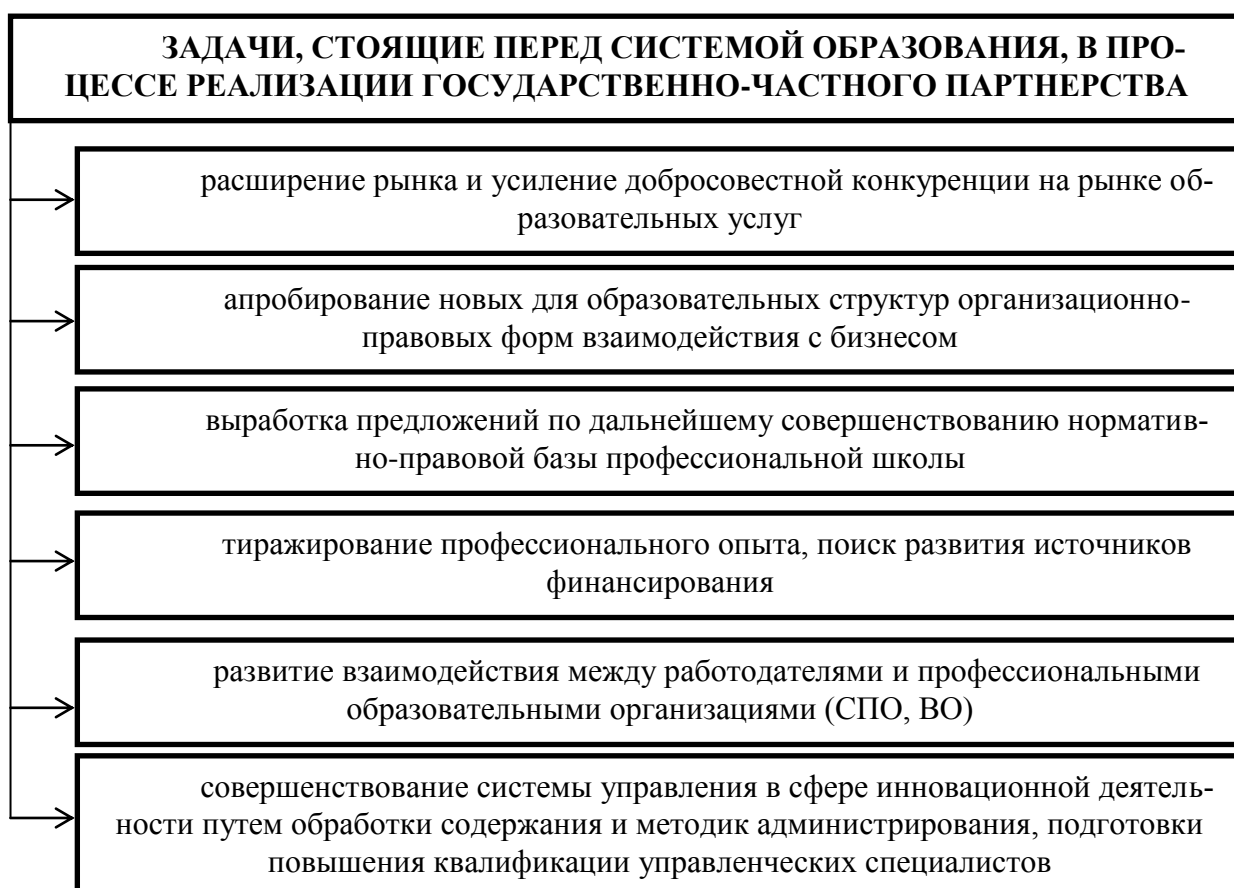 ЗАДАЧИ, СТОЯЩИЕ ПЕРЕД СИСТЕМОЙ ОБРАЗОВАНИЯ, В ПРО-
ЦЕССЕ РЕАЛИЗАЦИИ ГОСУДАРСТВЕННО-ЧАСТНОГО ПАРТНЕРСТВА
расширение рынка и усиление добросовестной конкуренции на рынке об-
разовательных услуг
апробирование новых для образовательных структур организационно-
правовых форм взаимодействия с бизнесом
выработка предложений по дальнейшему совершенствованию норматив-
но-правовой базы профессиональной школы
тиражирование профессионального опыта, поиск развития источников
финансирования
развитие взаимодействия между работодателями и профессиональными
образовательными организациями (СПО, ВО)
совершенствование системы управления в сфере инновационной деятель-
ности путем обработки содержания и методик администрирования, подготовки
повышения квалификации управленческих специалистов